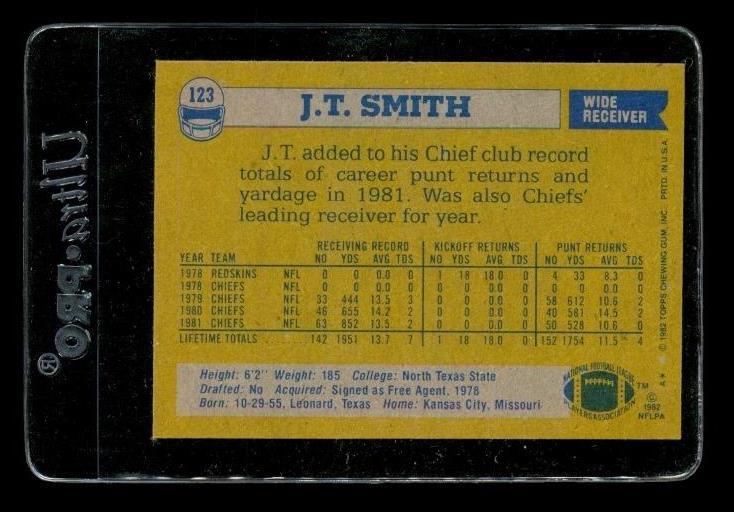 123
J.T. SMITH
WIDE
RECEIVER
J.T. added to his Chief club record
totals of career punt returns and
yardage in 1981. Was also Chiefs'
leading receiver for year.
RECEIVING RECORD KICKOFF RETURNS PUNT RETURNS
YEAR TEAM NO YDS AVG TDS NO YDS AVG TDS NO YDS AVG TDS
1978 REDSKINS NFL 0 0 0.0 0 1 18 18.0 0 4 33 8.3 0
1978 CHIEFS NFL 0 0 0.0 0 0 0 0.0 0 0 0 0.0 0
1979 CHIEFS NFL 33 444 13.5 3 0 0 0.0 0 58 612 10.6 2
1980 CHIEFS NFL 46 655 14.2 2 0 0 0.0 0 40 581 14.5 2
1981 CHIEFS NFL 63 852 13.5 2 0 0 0.0 0 50 528 10.6 0
LIFETIME TOTALS 142 1951 13.7 7 1 18 18.0 0 152 1754 11.5 4
Height: 6'2" Weight: 185 College: North Texas State
Drafted: No Acquired: Signed as Free Agent, 1978
Born: 10-29-55, Leonard, Texas Home: Kansas City, Missouri
NATIONAL FOOTBALL LEAGUE
PLAYERS ASSOCIATION
TM
©
1982
NFLPA
A* © 1982 TOPPS CHEWING GUM, INC. PRTD. IN U.S.A.
Ultra·PRO®